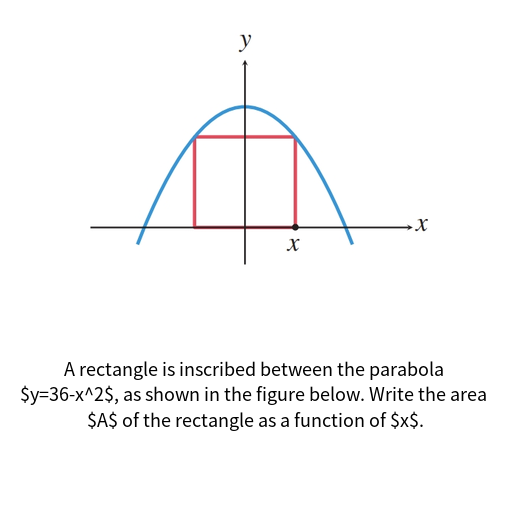 y
x
x
A rectangle is inscribed between the parabola
$y=36-x^2$, as shown in the figure below. Write the area
$A$ of the rectangle as a function of $x$.